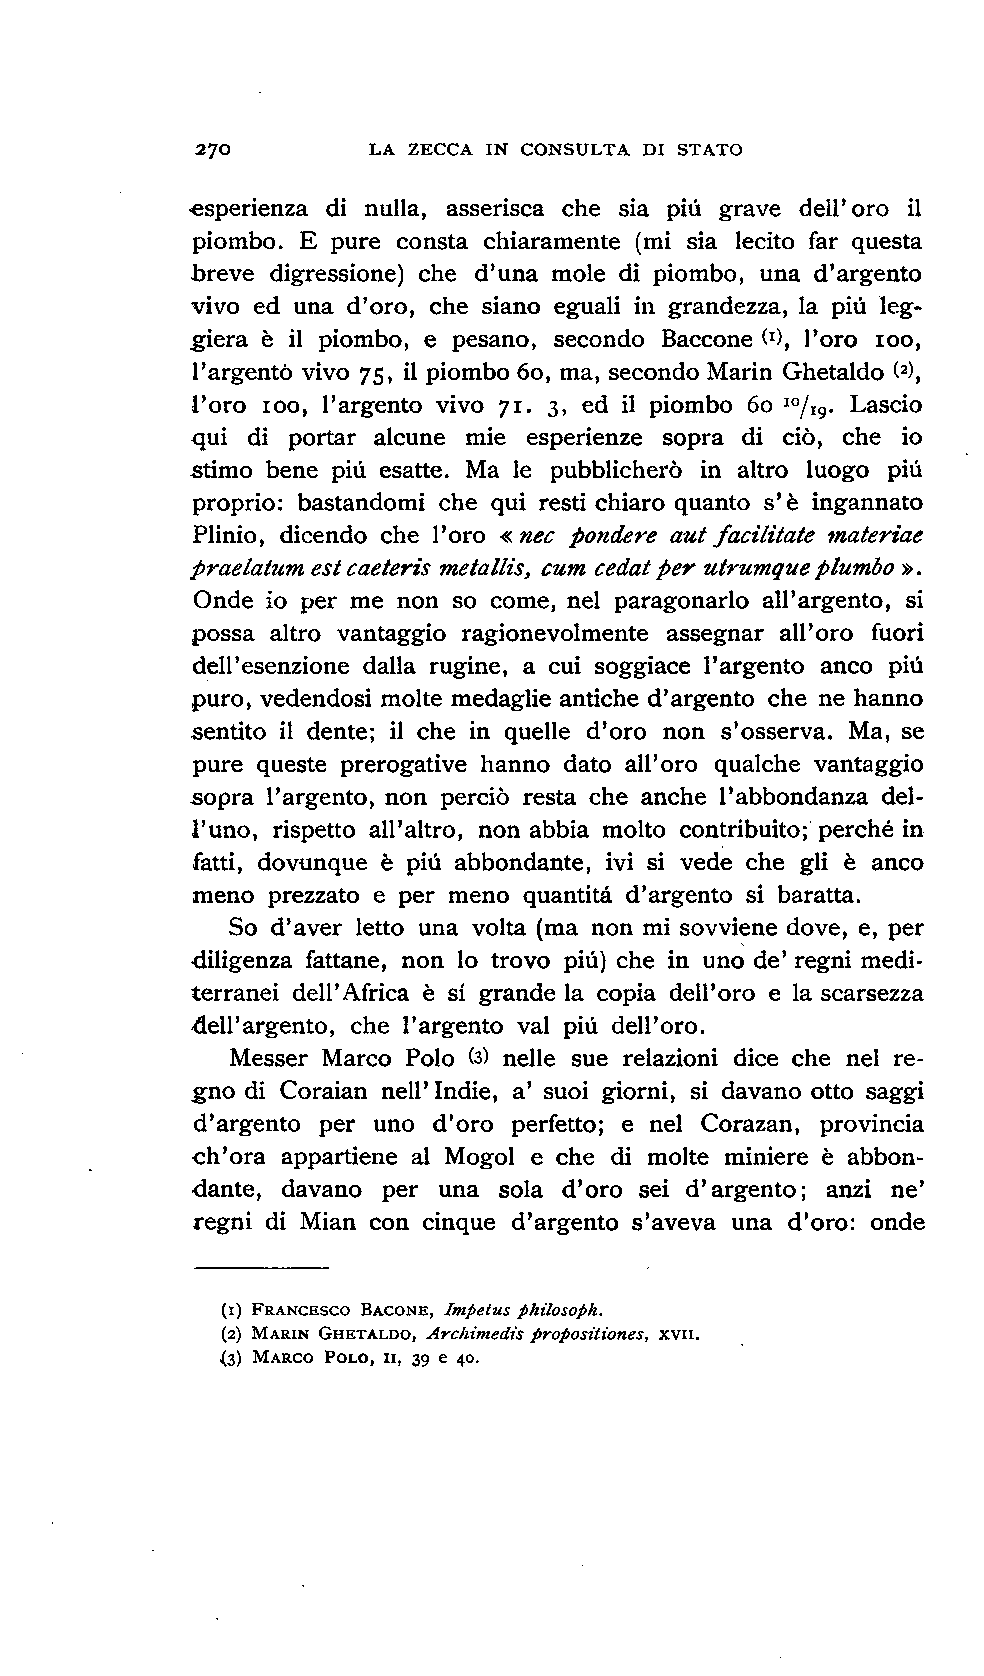 270 LA ZECCA IN CONSULTA DI STATO
esperienza di nulla, asserisca che sia piú grave dell'oro il
piombo. E pure consta chiaramente (mi sia lecito far questa
breve digressione) che d'una mole di piombo, una d'argento
vivo ed una d'oro, che siano eguali in grandezza, la piú leg-
giera è il piombo, e pesano, secondo Baccone (1), l'oro 100,
l'argentò vivo 75, il piombo 60, ma, secondo Marin Ghetaldo (2),
l'oro 100, l'argento vivo 71. 3, ed il piombo 60 10/19. Lascio
qui di portar alcune mie esperienze sopra di ciò, che io
stimo bene piú esatte. Ma le pubblicherò in altro luogo piú
proprio: bastandomi che qui resti chiaro quanto s'è ingannato
Plinio, dicendo che l'oro « nec pondere aut facilitate materiae
praelatum est caeteris metallis, cum cedat per utrumque plumbo ».
Onde io per me non so come, nel paragonarlo all'argento, si
possa altro vantaggio ragionevolmente assegnar all'oro fuori
dell'esenzione dalla rugine, a cui soggiace l'argento anco piú
puro, vedendosi molte medaglie antiche d'argento che ne hanno
sentito il dente; il che in quelle d'oro non s'osserva. Ma, se
pure queste prerogative hanno dato all'oro qualche vantaggio
sopra l'argento, non perciò resta che anche l'abbondanza del-
l'uno, rispetto all'altro, non abbia molto contribuito; perché in
fatti, dovunque è piú abbondante, ivi si vede che gli è anco
meno prezzato e per meno quantitá d'argento si baratta.
So d'aver letto una volta (ma non mi sovviene dove, e, per
diligenza fattane, non lo trovo piú) che in uno de' regni medi-
terranei dell'Africa è sí grande la copia dell'oro e la scarsezza
dell'argento, che l'argento val piú dell'oro.
Messer Marco Polo (3) nelle sue relazioni dice che nel re-
gno di Coraian nell'Indie, a' suoi giorni, si davano otto saggi
d'argento per uno d'oro perfetto; e nel Corazan, provincia
ch'ora appartiene al Mogol e che di molte miniere è abbon-
dante, davano per una sola d'oro sei d'argento; anzi ne'
regni di Mian con cinque d'argento s'aveva una d'oro: onde
(1) FRANCESCO BACONE, Impetus philosoph.
(2) MARIN GHETALDO, Archimedis propositiones, XVII.
(3) MARCO POLO, II, 39 e 40.